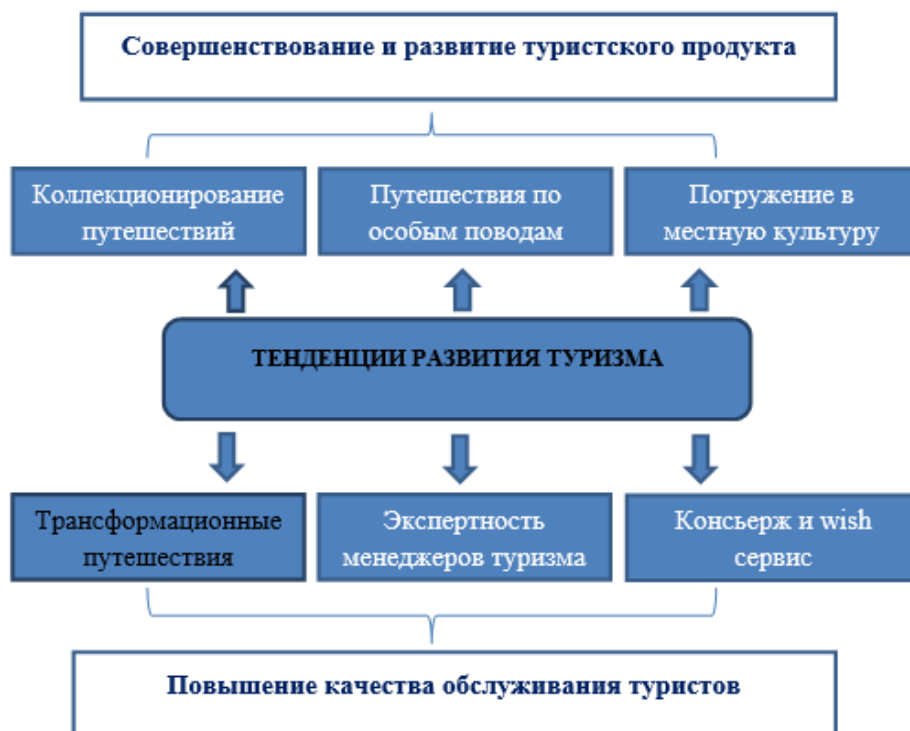 Совершенствование и развитие туристского продукта
Коллекционирование
путешествий
Путешествия по
особым поводам
Погружение в
местную культуру
ТЕНДЕНЦИИ РАЗВИТИЯ ТУРИЗМА
Трансформационные
путешествия
Экспертность
менеджеров туризма
Консьерж и wish
сервис
Повышение качества обслуживания туристов